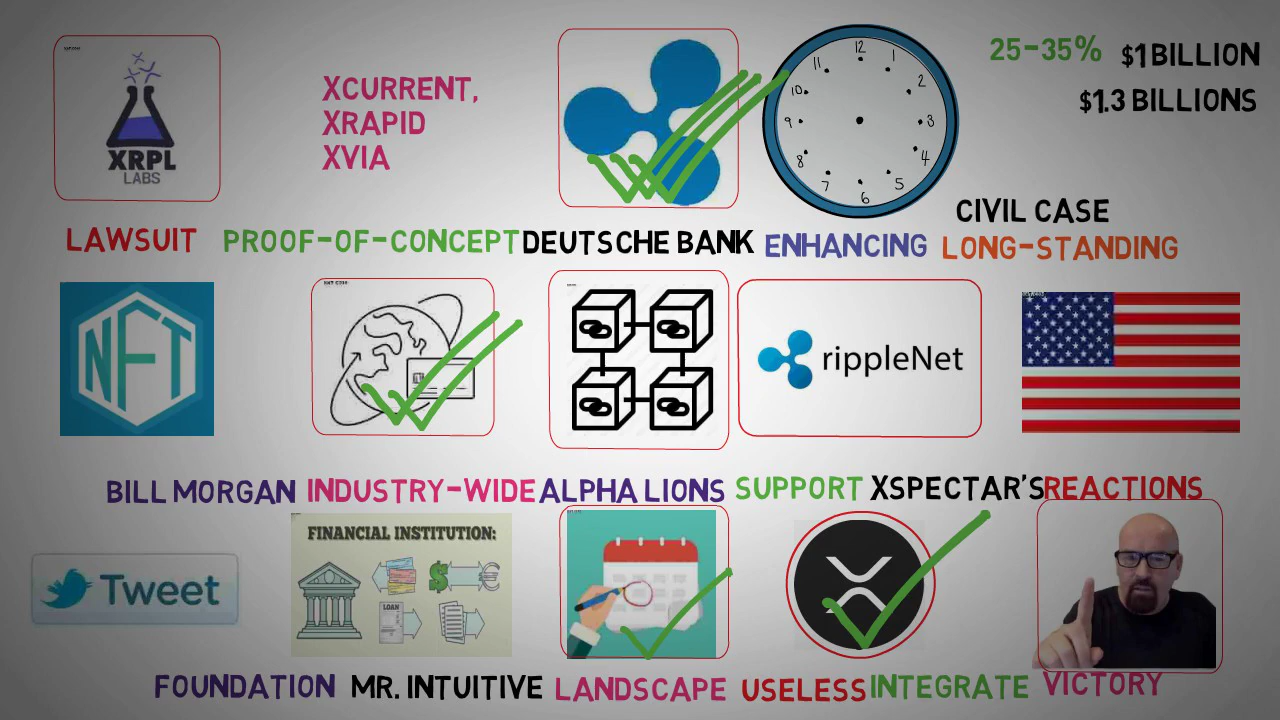 25-35% $1 BILLION
$1.3 BILLIONS
XCURRENT,
XRAPID
XVIA
XRPL
LABS
12
1
2
3
4
5
6
7
8
9
10
11
CIVIL CASE
LAWSUIT PROOF-OF-CONCEPT DEUTSCHE BANK ENHANCING LONG-STANDING
NFT
rippleNet
BILL MORGAN INDUSTRY-WIDE ALPHA LIONS SUPPORT XSPECTAR'S REACTIONS
Tweet
FINANCIAL INSTITUTION:
$
€
LOAN
FOUNDATION MR. INTUITIVE LANDSCAPE USELESS INTEGRATE VICTORY